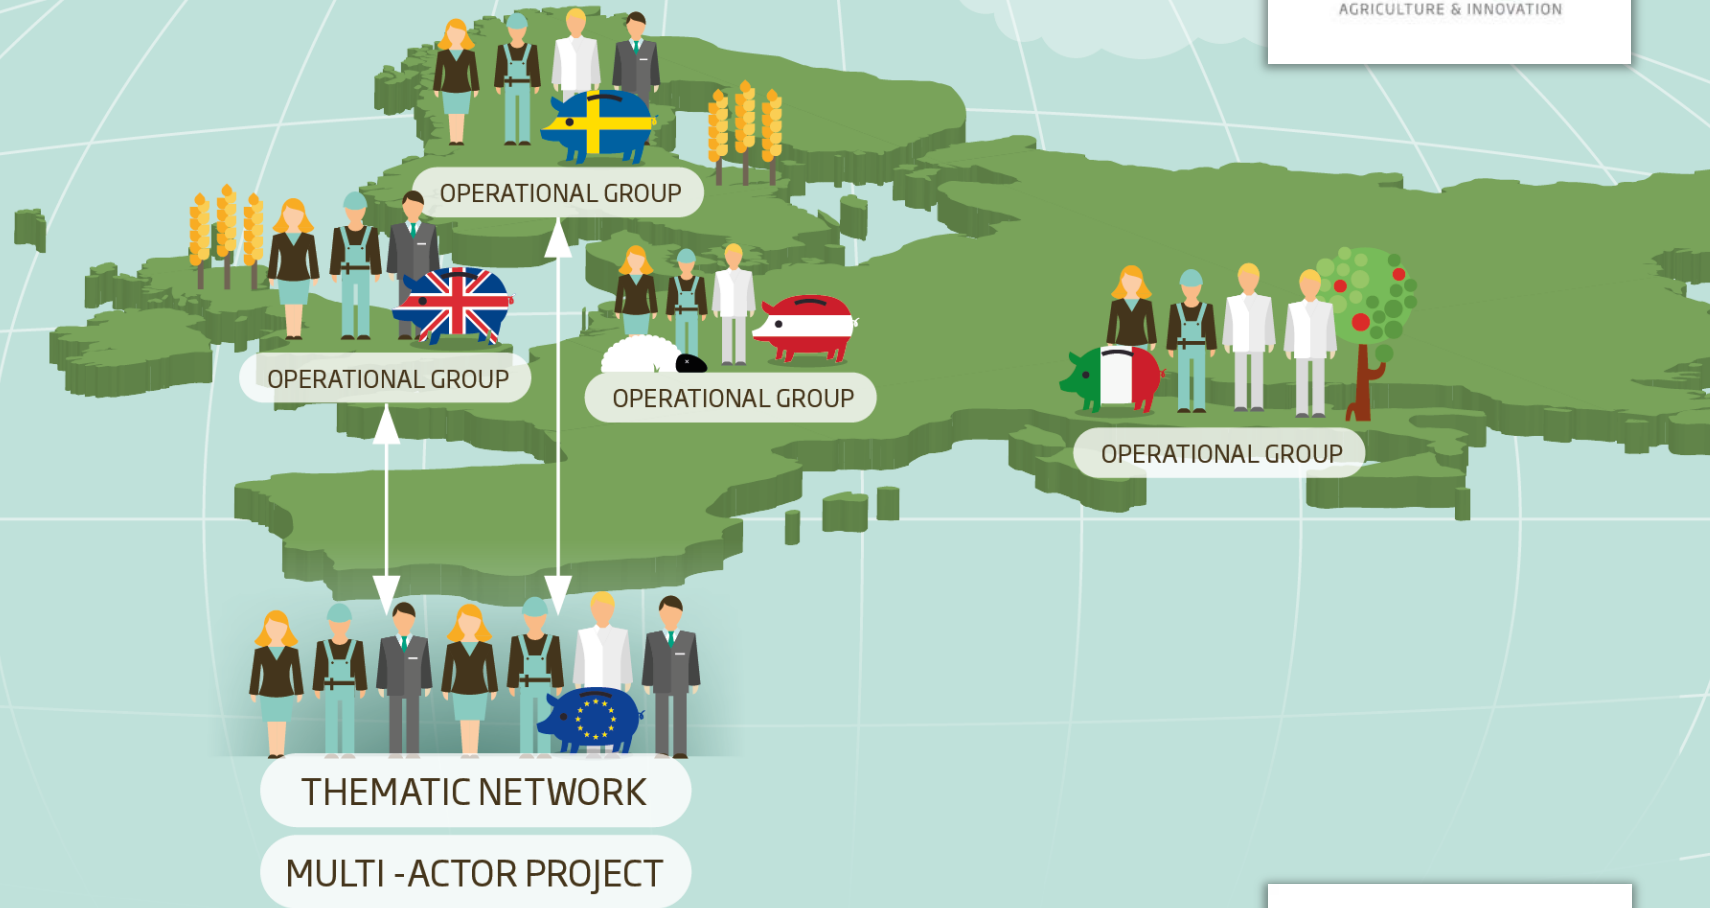 AGRICULTURE & INNOVATION
OPERATIONAL GROUP
OPERATIONAL GROUP
OPERATIONAL GROUP
OPERATIONAL GROUP
THEMATIC NETWORK
MULTI -ACTOR PROJECT